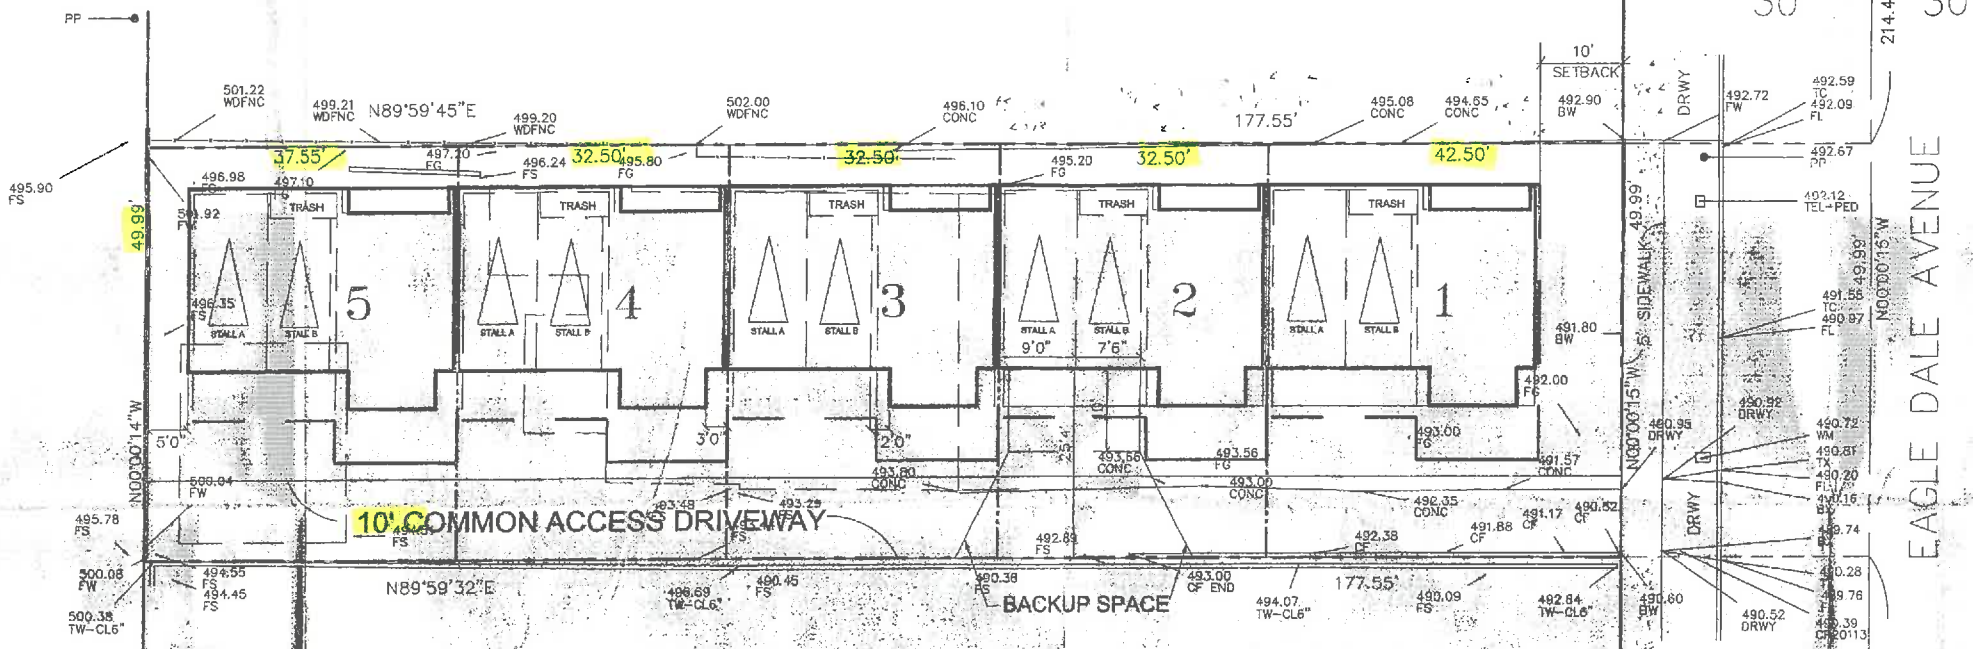 PP
30
30
214.4
10'
SETBACK
DRWY
501.22
WDFNC
499.21
WDFNC
N89°59'45"E
499.20
WDFNC
502.00
WDFNC
496.10
CONC
177.55'
495.08
CONC
494.65
CONC
492.90
BW
492.72
FW
492.59
TC
492.09
FL
37.55'
497.20
FG
32.50'
496.24
FS
495.80
FG
32.50'
495.20
FG
32.50'
42.50'
492.67
PP
495.90
FS
496.98
FG
497.10
TRASH
TRASH
TRASH
TRASH
TRASH
492.12
TEL-PED
49.99'
FW
49.99'
49.99'
N00°00'15"W
EAGLE DALE AVENUE
5
4
3
2
1
496.35
FS
STALL A
STALL B
STALL A
STALL B
STALL A
STALL B
STALL A
STALL B
STALL A
STALL B
9'0"
7'6"
491.80
BW
5' SIDEWALK
491.55
TC
490.97
FL
492.00
FG
N00°00'14"W
5'0"
3'0"
2'0"
25'4"
493.00
FG
N00°00'15"W
490.95
DRWY
490.92
DRWY
490.72
WM
490.81
TX
490.20
490.16
500.04
FW
493.80
CONC
493.66
CONC
493.56
FG
493.00
CONC
491.57
CONC
492.35
CONC
493.48
493.29
10' COMMON ACCESS DRIVEWAY
FS
495.78
FS
492.89
FS
492.38
CF
491.88
CF
491.17
CF
490.52
CF
DRWY
500.08
FW
494.55
FS
494.45
FS
N89°59'32"E
TW-CL6"
490.45
FS
490.38
FS
BACKUP SPACE
493.00
CF END
494.07
TW-CL6"
177.55'
490.09
FS
492.64
TW-CL6"
490.60
BW
490.52
DRWY
500.38
TW-CL6"